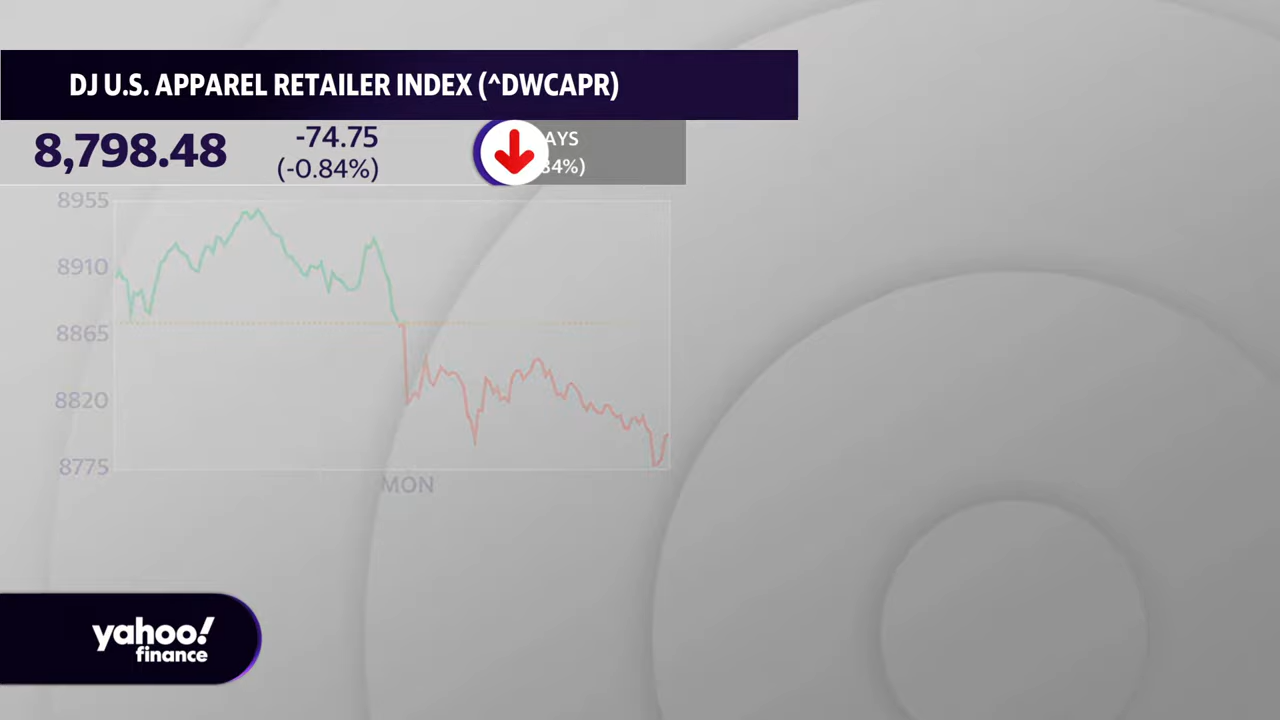 DJ U.S. APPAREL RETAILER INDEX (^DWCAPR)
8,798.48
-74.75
(-0.84%)
8955
8910
8865
8820
8775
MON
yahoo!
finance